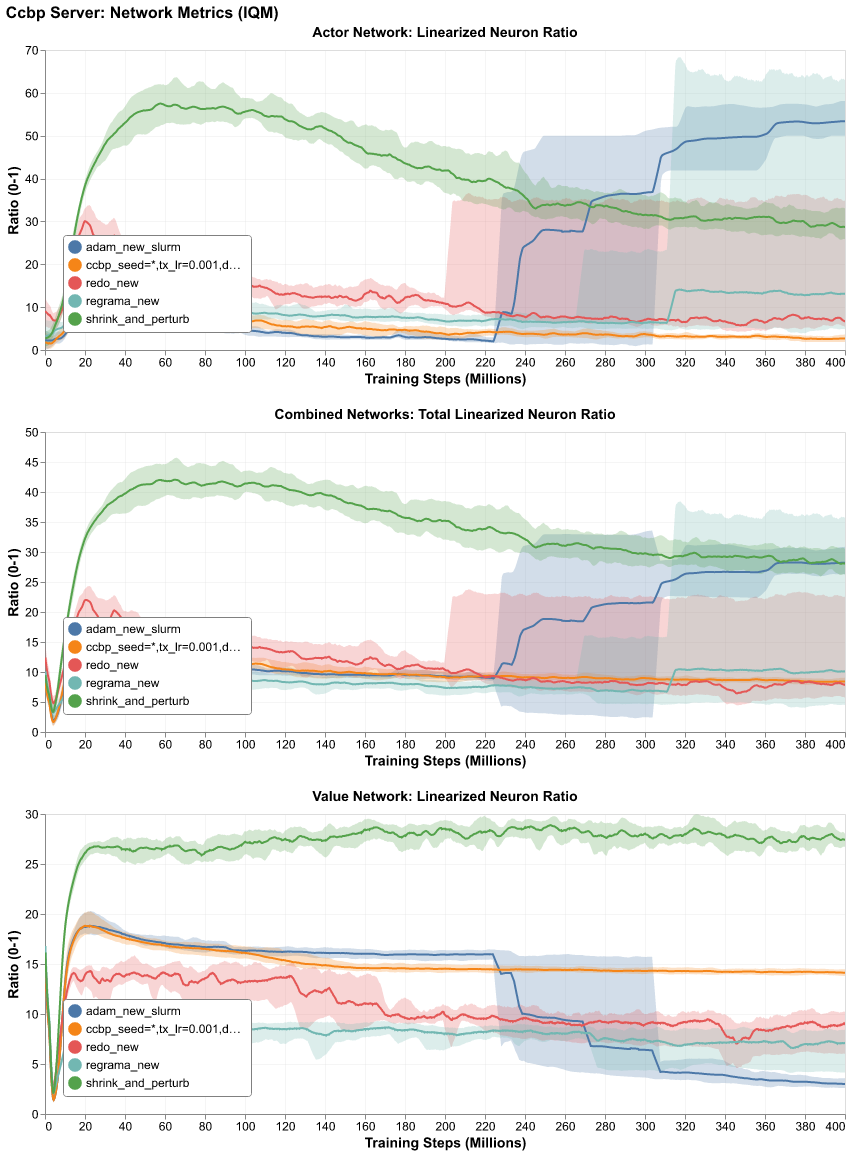 Ccbp Server: Network Metrics (IQM)
Actor Network: Linearized Neuron Ratio
70
60
50
40
30
20
10
0
Ratio (0-1)
adam_new_slurm
ccbp_seed=*,tx_lr=0.001,d…
redo_new
regrama_new
shrink_and_perturb
0 20 40 60 80 100 120 140 160 180 200 220 240 260 280 300 320 340 360 380 400
Training Steps (Millions)
Combined Networks: Total Linearized Neuron Ratio
50
45
40
35
30
25
20
15
10
5
0
Ratio (0-1)
adam_new_slurm
ccbp_seed=*,tx_lr=0.001,d…
redo_new
regrama_new
shrink_and_perturb
0 20 40 60 80 100 120 140 160 180 200 220 240 260 280 300 320 340 360 380 400
Training Steps (Millions)
Value Network: Linearized Neuron Ratio
30
25
20
15
10
5
0
Ratio (0-1)
adam_new_slurm
ccbp_seed=*,tx_lr=0.001,d…
redo_new
regrama_new
shrink_and_perturb
0 20 40 60 80 100 120 140 160 180 200 220 240 260 280 300 320 340 360 380 400
Training Steps (Millions)